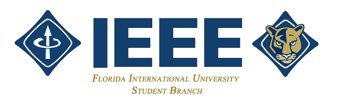 IEEE
Florida International University
Student Branch